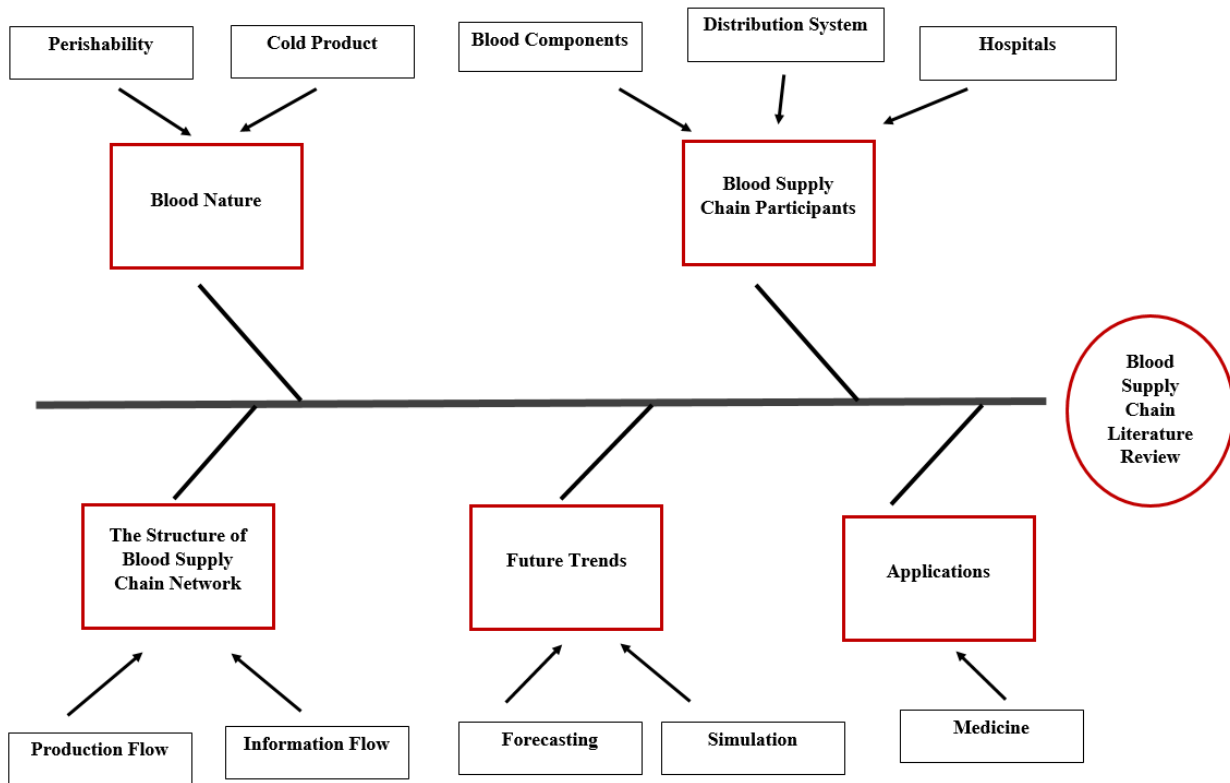 Perishability
Cold Product
Blood Components
Distribution System
Hospitals
Blood Nature
Blood Supply
Chain Participants
Blood
Supply
Chain
Literature
Review
The Structure of
Blood Supply
Chain Network
Future Trends
Applications
Production Flow
Information Flow
Forecasting
Simulation
Medicine